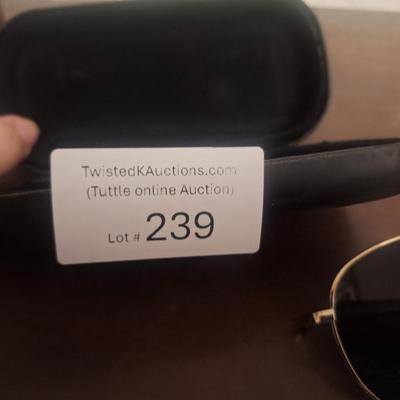 TwistedKAuctions.com
(Tuttle online Auction)
Lot # 239